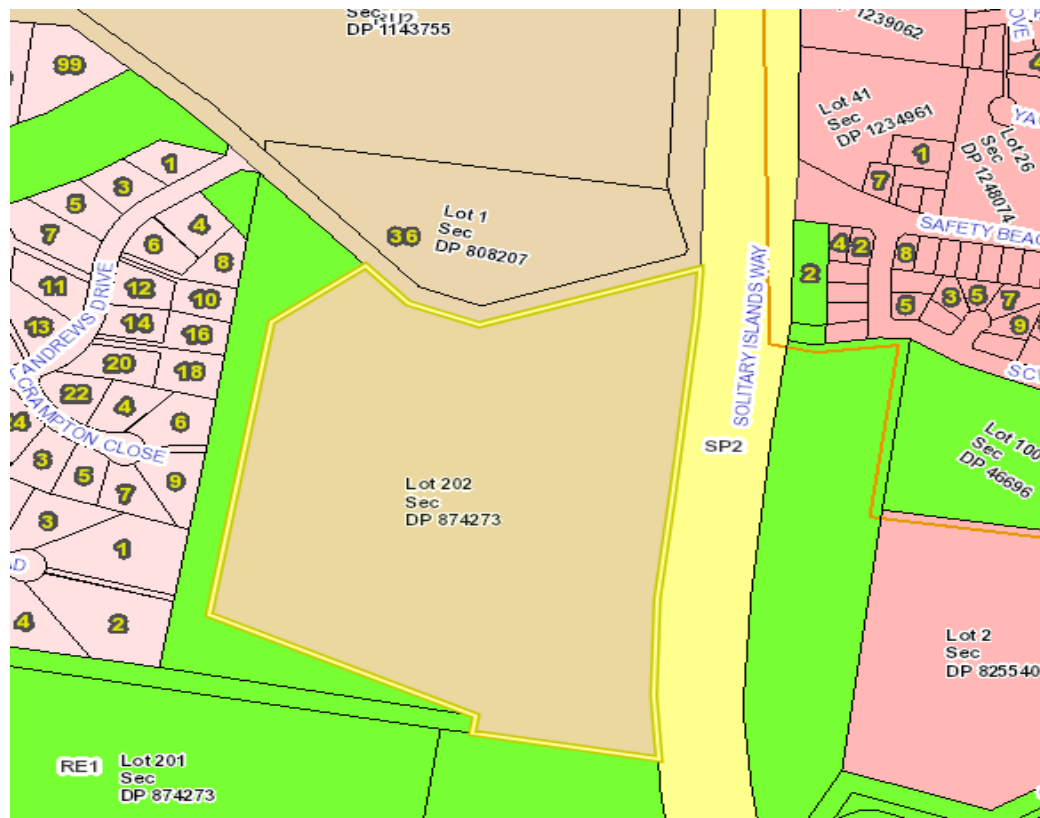 Sec
RU2
DP 1143755
DP 1239062
99
Lot 41
Sec
DP 1234961
Lot 26
Sec
DP 1248074
1
7
1
3
5
7
4
6
8
11
12
10
13
14
16
20
18
22
4
6
ANDREWS DRIVE
CRAMPTON CLOSE
3
5
7
9
3
1
4
2
36
Lot 1
Sec
DP 808207
SOLITARY ISLANDS WAY
SAFETY BEAC
2
4
2
8
5
3
5
7
9
Lot 100
Sec
DP 46696
SP2
Lot 202
Sec
DP 874273
Lot 2
Sec
DP 825540
RE1
Lot 201
Sec
DP 874273